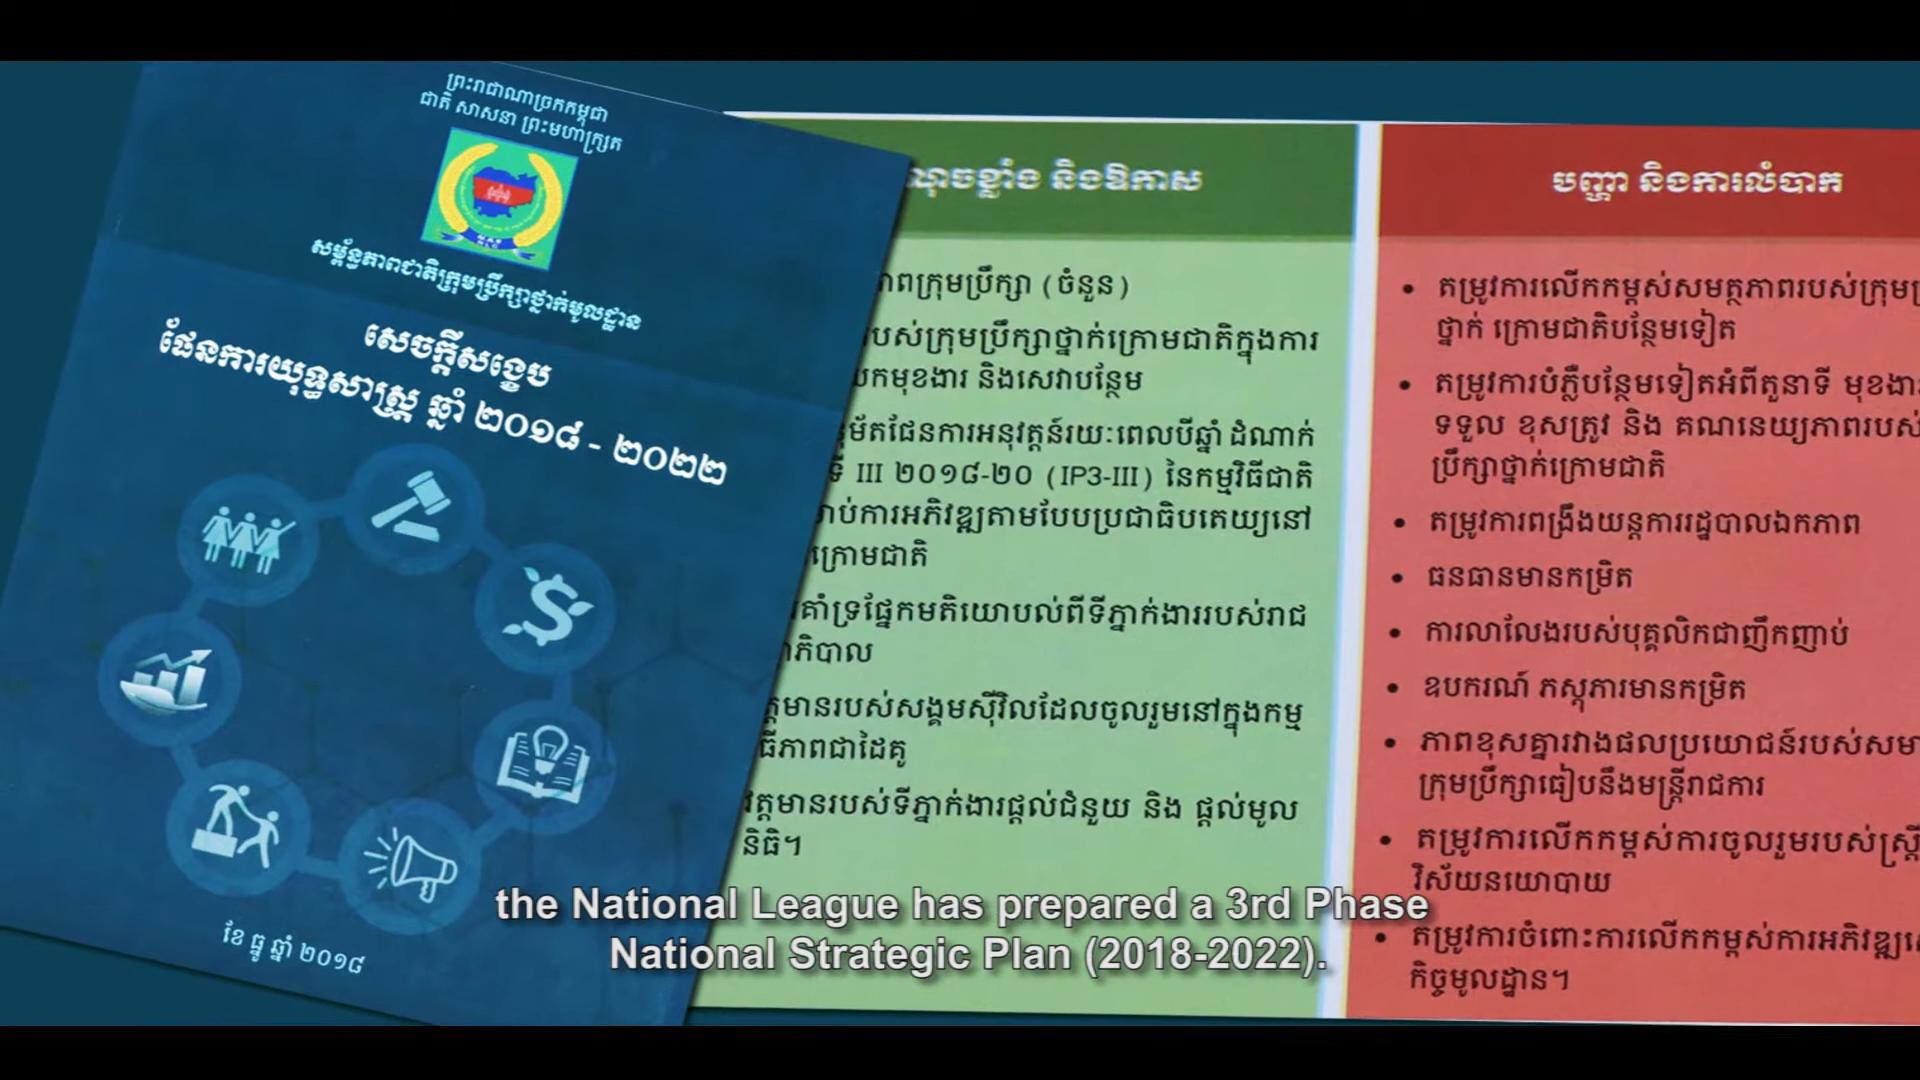 ព្រះរាជាណាចក្រកម្ពុជា
ជាតិ សាសនា ព្រះមហាក្សត្រ
សម្ព័ន្ធភាពជាតិក្រុមប្រឹក្សាថ្នាក់មូលដ្ឋាន
សេចក្តីសង្ខេប
ផែនការយុទ្ធសាស្ត្រ ឆ្នាំ ២០១៨ - ២០២២
ខែ ធ្នូ ឆ្នាំ ២០១៨
និងឱកាស
ក្រុមប្រឹក្សា (ចំនួន)
របស់ក្រុមប្រឹក្សាថ្នាក់ក្រោមជាតិក្នុងការ
មុខងារ និងសេវាបន្ថែម
ផែនការអនុវត្តន៍រយៈពេលបីឆ្នាំ ដំណាក់
ទី III ២០១៨-២០ (IP3-III) នៃកម្មវិធីជាតិ
ការអភិវឌ្ឍតាមបែបប្រជាធិបតេយ្យនៅ
ក្រោមជាតិ
គាំទ្រផ្នែកមតិយោបល់ពីទីភ្នាក់ងាររបស់រាជ
ភិបាល
មានរបស់សង្គមស៊ីវិលដែលចូលរួមនៅក្នុងកម្ម
ធីភាពជាដៃគូ
វត្តមានរបស់ទីភ្នាក់ងារផ្តល់ជំនួយ និង ផ្តល់មូល
និធិ។
បញ្ហា និងការលំបាក
• តម្រូវការលើកកម្ពស់សមត្ថភាពរបស់ក្រុមប្រ
ថ្នាក់ ក្រោមជាតិបន្ថែមទៀត
• តម្រូវការបំភ្លឺបន្ថែមទៀតអំពីតួនាទី មុខងារ
ទទួល ខុសត្រូវ និង គណនេយ្យភាពរបស់
ប្រឹក្សាថ្នាក់ក្រោមជាតិ
• តម្រូវការពង្រឹងយន្តការរដ្ឋបាលឯកភាព
• ធនធានមានកម្រិត
• ការលាលែងរបស់បុគ្គលិកជាញឹកញាប់
• ឧបករណ៍ ភស្តុភារមានកម្រិត
• ភាពខុសគ្នារវាងផលប្រយោជន៍របស់សមា
ក្រុមប្រឹក្សាធៀបនឹងមន្ត្រីរាជការ
• តម្រូវការលើកកម្ពស់ការចូលរួមរបស់ស្ត្រី
វិស័យនយោបាយ
• តម្រូវការចំពោះការលើកកម្ពស់ការអភិវឌ្ឍ
កិច្ចមូលដ្ឋាន។
the National League has prepared a 3rd Phase
National Strategic Plan (2018-2022).